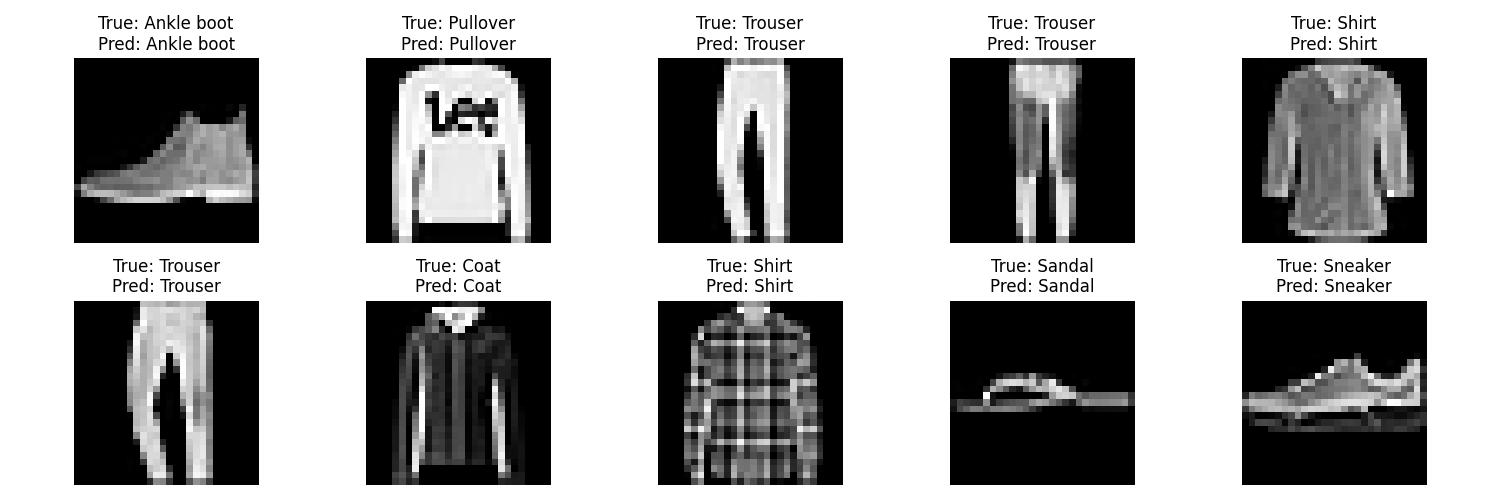 True: Ankle boot
Pred: Ankle boot
True: Pullover
Pred: Pullover
True: Trouser
Pred: Trouser
True: Trouser
Pred: Trouser
True: Shirt
Pred: Shirt
Lee
True: Trouser
Pred: Trouser
True: Coat
Pred: Coat
True: Shirt
Pred: Shirt
True: Sandal
Pred: Sandal
True: Sneaker
Pred: Sneaker